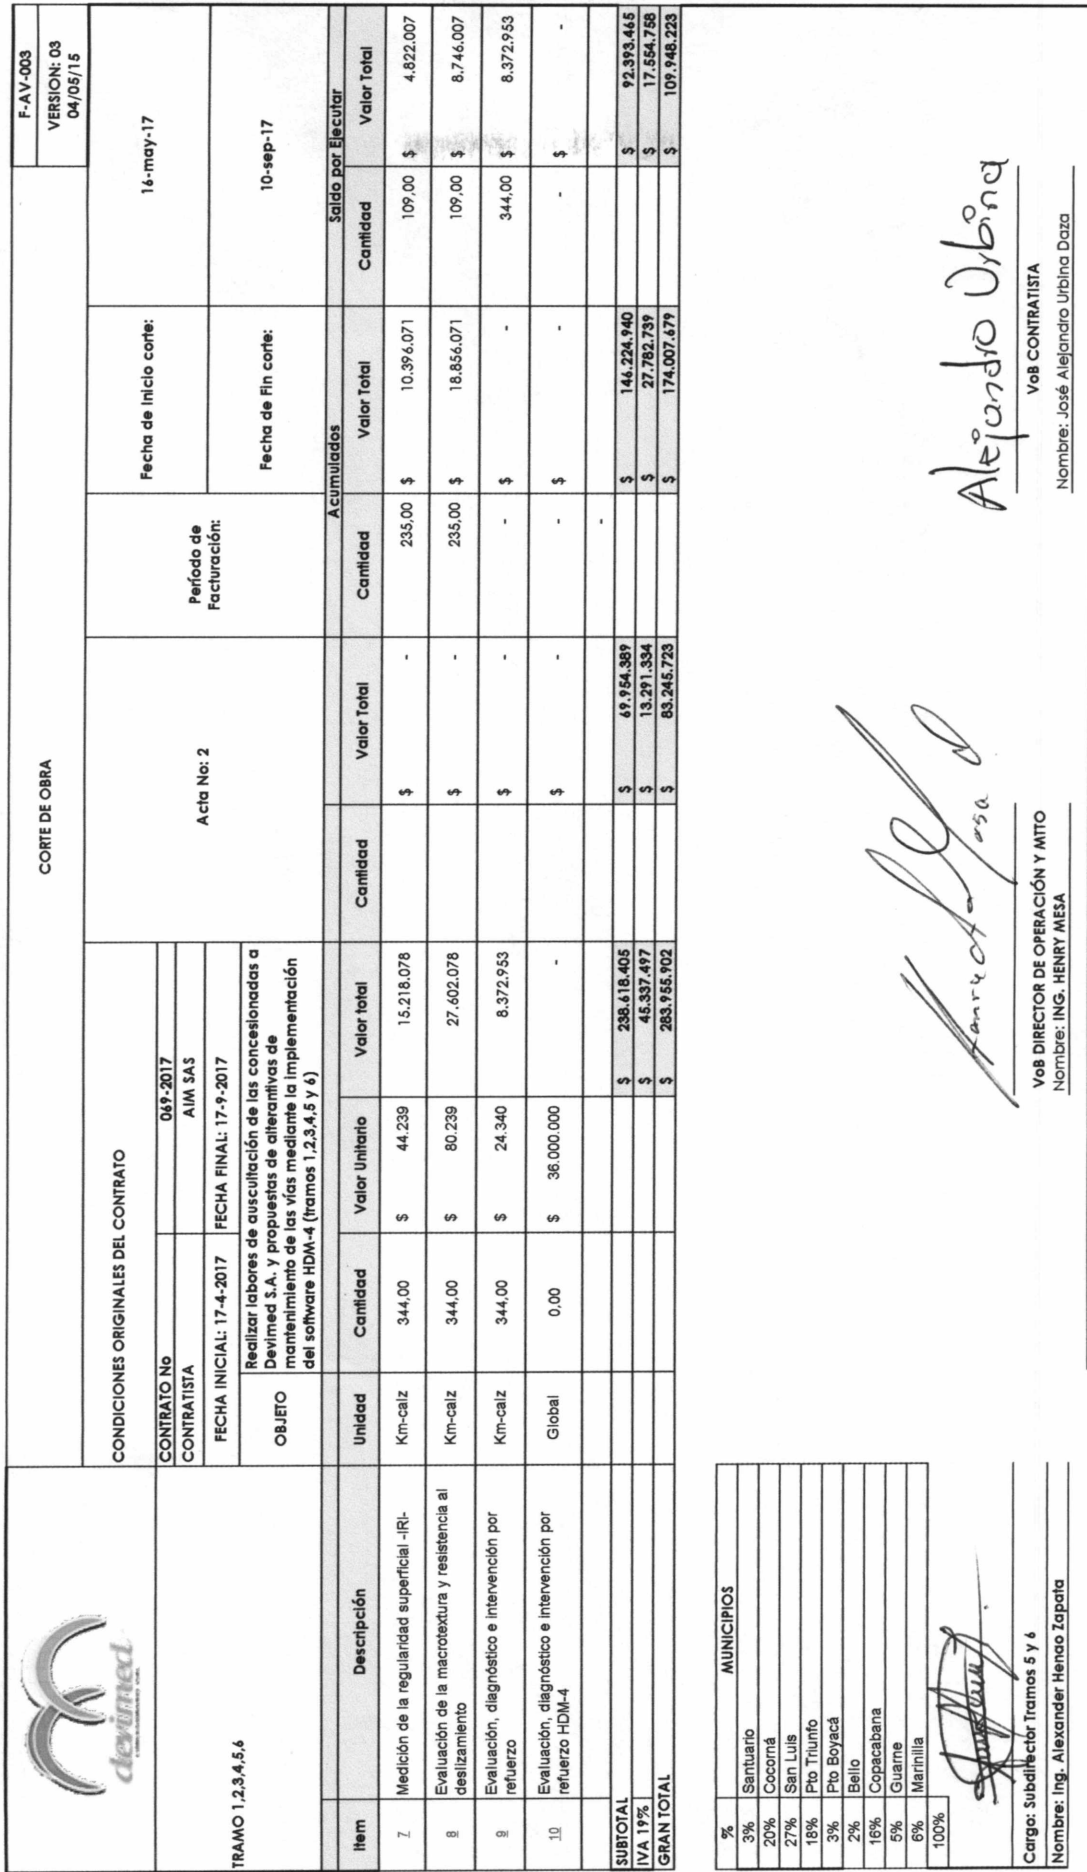 devimed
CORTE DE OBRA
F-AV-003
VERSION: 03
04/05/15
TRAMO 1,2,3,4,5,6
CONDICIONES ORIGINALES DEL CONTRATO
CONTRATO No 069-2017
CONTRATISTA AIM SAS
FECHA INICIAL: 17-4-2017 FECHA FINAL: 17-9-2017
OBJETO
Realizar labores de auscultación de las concesionadas a
Devimed S.A. y propuestas de alterantivas de
mantenimiento de las vías mediante la implementación
del software HDM-4 (tramos 1,2,3,4,5 y 6)
Acta No: 2
Período de
Facturación:
Fecha de Inicio corte: 16-may-17
Fecha de Fin corte: 10-sep-17
Acumulados Saldo por Ejecutar
Item Descripción Unidad Cantidad Valor Unitario Valor total Cantidad Valor Total Cantidad Valor Total Cantidad Valor Total
7 Medición de la regularidad superficial -IRI- Km-calz 344,00 $ 44.239 15.218.078 $ - 235,00 $ 10.396.071 109,00 $ 4.822.007
8 Evaluación de la macrotextura y resistencia al
deslizamiento Km-calz 344,00 $ 80.239 27.602.078 $ - 235,00 $ 18.856.071 109,00 $ 8.746.007
9 Evaluación, diagnóstico e intervención por
refuerzo Km-calz 344,00 $ 24.340 8.372.953 $ - - $ - 344,00 $ 8.372.953
10 Evaluación, diagnóstico e intervención por
refuerzo HDM-4 Global 0,00 $ 36.000.000 - $ - - $ - - $ -
-
SUBTOTAL $ 238.618.405 $ 69.954.389 $ 146.224.940 $ 92.393.465
IVA 19% $ 45.337.497 $ 13.291.334 $ 27.782.739 $ 17.554.758
GRAN TOTAL $ 283.955.902 $ 83.245.723 $ 174.007.679 $ 109.948.223
% MUNICIPIOS
3% Santuario
20% Cocorná
27% San Luis
18% Pto Triunfo
3% Pto Boyacá
2% Bello
16% Copacabana
5% Guarne
6% Marinilla
100%
Cargo: Subdirector Tramos 5 y 6
Nombre: Ing. Alexander Henao Zapata
VoB DIRECTOR DE OPERACIÓN Y MTTO
Nombre: ING. HENRY MESA
Alejandro Urbina
VoB CONTRATISTA
Nombre: José Alejandro Urbina Daza